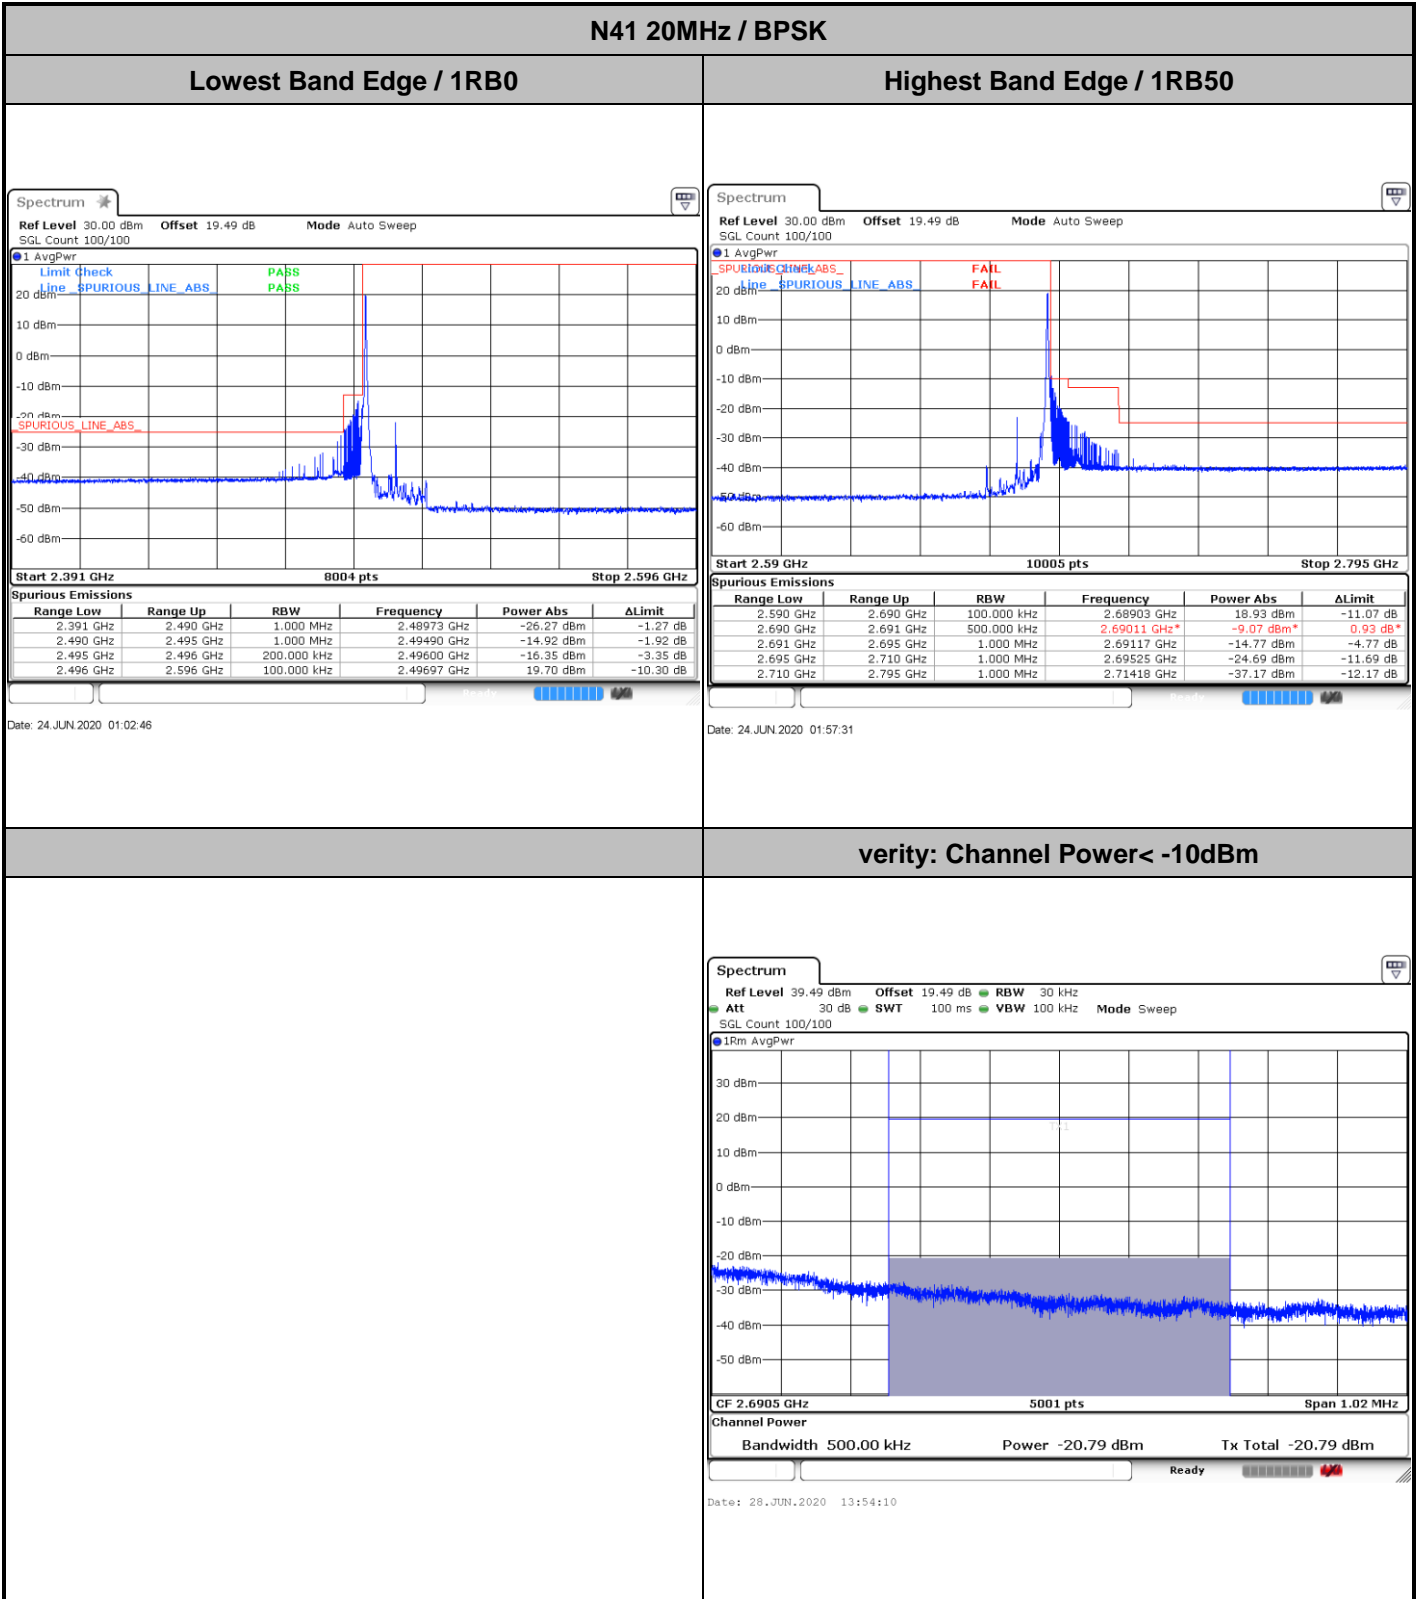 N41 20MHz / BPSK
Lowest Band Edge / 1RB0
Highest Band Edge / 1RB50
Spectrum
Ref Level 30.00 dBm Offset 19.49 dB Mode Auto Sweep
SGL Count 100/100
1 AvgPwr
Limit Check PASS
Line _SPURIOUS_LINE_ABS_ PASS
20 dBm
10 dBm
0 dBm
-10 dBm
-20 dBm
_SPURIOUS_LINE_ABS_
-30 dBm
-40 dBm
-50 dBm
-60 dBm
Start 2.391 GHz 8004 pts Stop 2.596 GHz
Spurious Emissions
Range Low Range Up RBW Frequency Power Abs ΔLimit
2.391 GHz 2.490 GHz 1.000 MHz 2.48973 GHz -26.27 dBm -1.27 dB
2.490 GHz 2.495 GHz 1.000 MHz 2.49490 GHz -14.92 dBm -1.92 dB
2.495 GHz 2.496 GHz 200.000 kHz 2.49600 GHz -16.35 dBm -3.35 dB
2.496 GHz 2.596 GHz 100.000 kHz 2.49697 GHz 19.70 dBm -10.30 dB
Ready
Date: 24.JUN.2020 01:02:46
Spectrum
Ref Level 30.00 dBm Offset 19.49 dB Mode Auto Sweep
SGL Count 100/100
1 AvgPwr
_SPURIOUS_LINE_ABS_
Limit Check FAIL
Line _SPURIOUS_LINE_ABS_ FAIL
20 dBm
10 dBm
0 dBm
-10 dBm
-20 dBm
-30 dBm
-40 dBm
-50 dBm
-60 dBm
Start 2.59 GHz 10005 pts Stop 2.795 GHz
Spurious Emissions
Range Low Range Up RBW Frequency Power Abs ΔLimit
2.590 GHz 2.690 GHz 100.000 kHz 2.68903 GHz 18.93 dBm -11.07 dB
2.690 GHz 2.691 GHz 500.000 kHz 2.69011 GHz* -9.07 dBm* 0.93 dB*
2.691 GHz 2.695 GHz 1.000 MHz 2.69117 GHz -14.77 dBm -4.77 dB
2.695 GHz 2.710 GHz 1.000 MHz 2.69525 GHz -24.69 dBm -11.69 dB
2.710 GHz 2.795 GHz 1.000 MHz 2.71418 GHz -37.17 dBm -12.17 dB
Ready
Date: 24.JUN.2020 01:57:31
verity: Channel Power< -10dBm
Spectrum
Ref Level 39.49 dBm Offset 19.49 dB RBW 30 kHz
Att 30 dB SWT 100 ms VBW 100 kHz Mode Sweep
SGL Count 100/100
1Rm AvgPwr
30 dBm
20 dBm
TX1
10 dBm
0 dBm
-10 dBm
-20 dBm
-30 dBm
-40 dBm
-50 dBm
CF 2.6905 GHz 5001 pts Span 1.02 MHz
Channel Power
Bandwidth 500.00 kHz Power -20.79 dBm Tx Total -20.79 dBm
Ready
Date: 28.JUN.2020 13:54:10